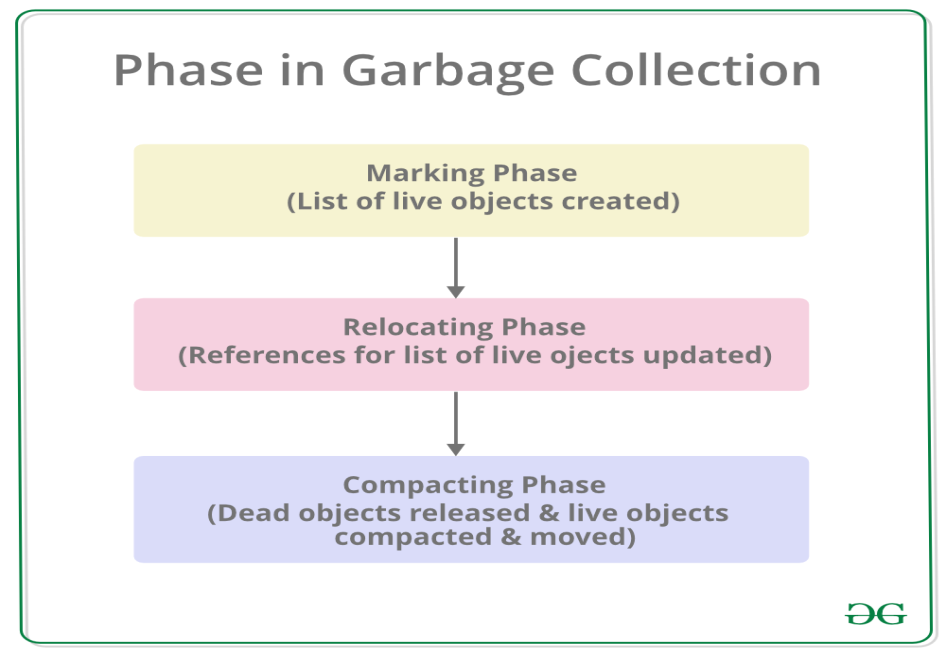 Phase in Garbage Collection
Marking Phase
(List of live objects created)
Relocating Phase
(References for list of live ojects updated)
Compacting Phase
(Dead objects released & live objects
compacted & moved)